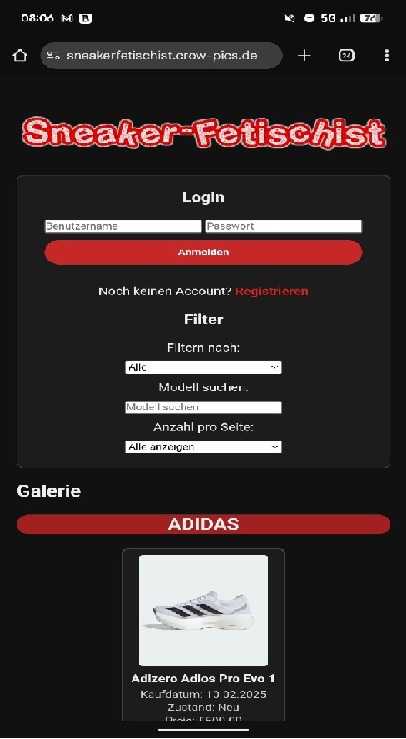 08:06
5G
sneakerfetischist.crow-pics.de
Sneaker-Fetischist
Login
Benutzername Passwort
Anmelden
Noch keinen Account? Registrieren
Filter
Filtern nach:
Alle
Modell suchen:
Modell suchen
Anzahl pro Seite:
Alle anzeigen
Galerie
ADIDAS
Adizero Adios Pro Evo 1
Kaufdatum: 10.02.2025
Zustand: Neu